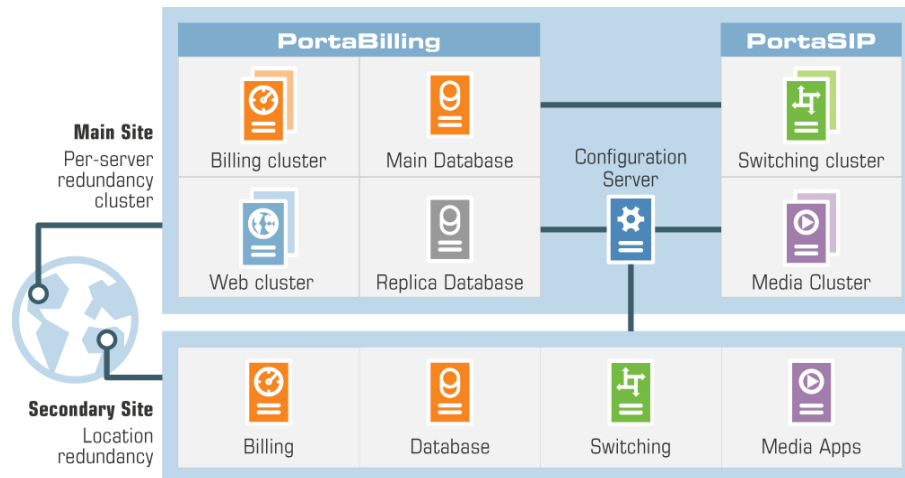 PortaBilling
PortaSIP
Main Site
Per-server
redundancy
cluster
Billing cluster
Main Database
Configuration
Server
Switching cluster
Web cluster
Replica Database
Media Cluster
Secondary Site
Location
redundancy
Billing
Database
Switching
Media Apps